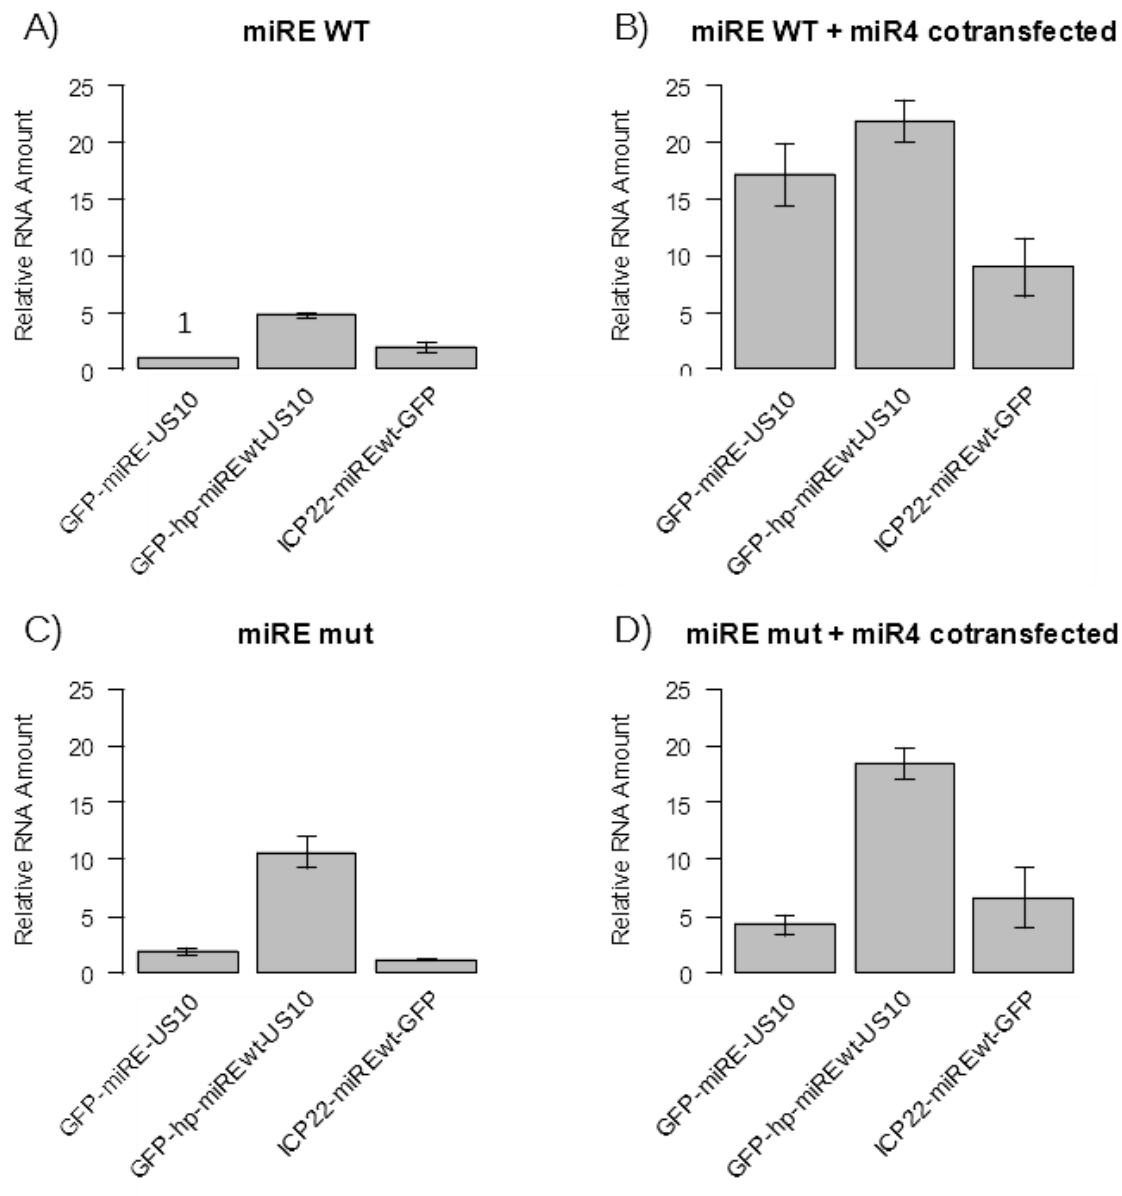 A) miRE WT
Relative RNA Amount
25
20
15
10
5
0
1
GFP-miRE-US10
GFP-hp-miREwt-US10
ICP22-miREwt-GFP
B) miRE WT + miR4 cotransfected
Relative RNA Amount
25
20
15
10
5
0
GFP-miRE-US10
GFP-hp-miREwt-US10
ICP22-miREwt-GFP
C) miRE mut
Relative RNA Amount
25
20
15
10
5
0
GFP-miRE-US10
GFP-hp-miREwt-US10
ICP22-miREwt-GFP
D) miRE mut + miR4 cotransfected
Relative RNA Amount
25
20
15
10
5
0
GFP-miRE-US10
GFP-hp-miREwt-US10
ICP22-miREwt-GFP